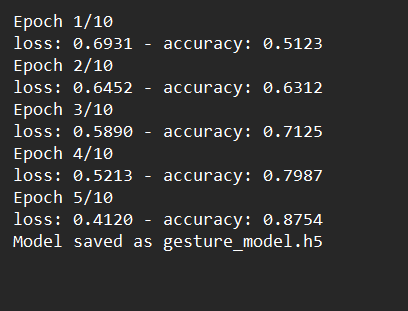 Epoch 1/10
loss: 0.6931 - accuracy: 0.5123
Epoch 2/10
loss: 0.6452 - accuracy: 0.6312
Epoch 3/10
loss: 0.5890 - accuracy: 0.7125
Epoch 4/10
loss: 0.5213 - accuracy: 0.7987
Epoch 5/10
loss: 0.4120 - accuracy: 0.8754
Model saved as gesture_model.h5